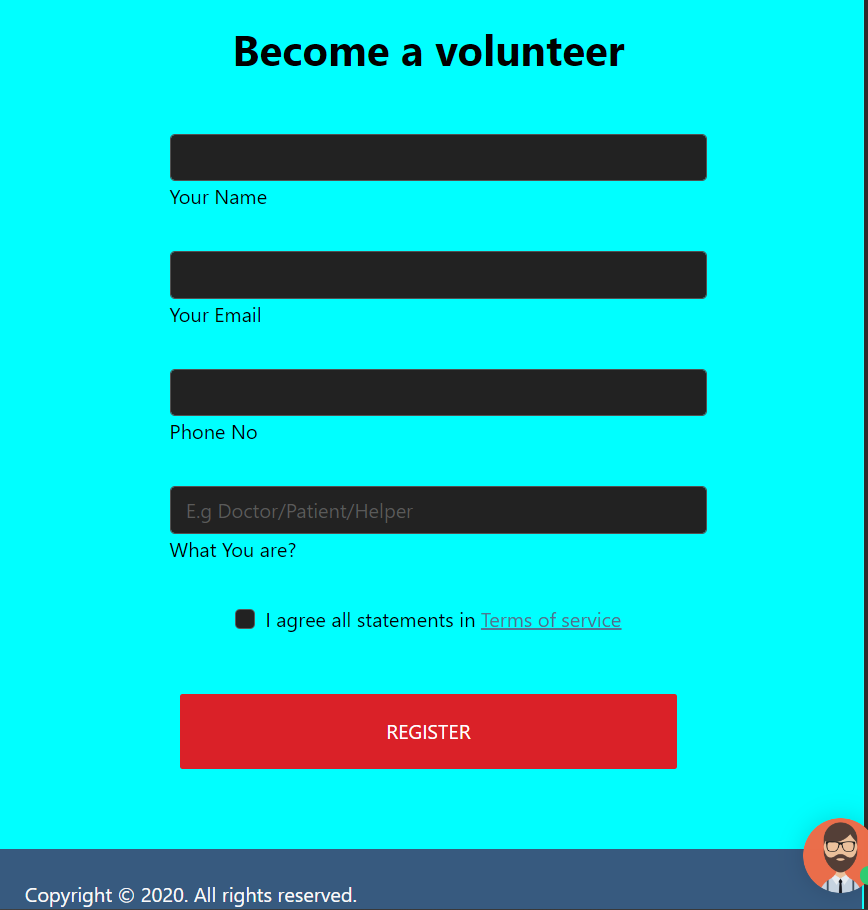 Become a volunteer
Your Name
Your Email
Phone No
E.g Doctor/Patient/Helper
What You are?
I agree all statements in Terms of service
REGISTER
Copyright © 2020. All rights reserved.